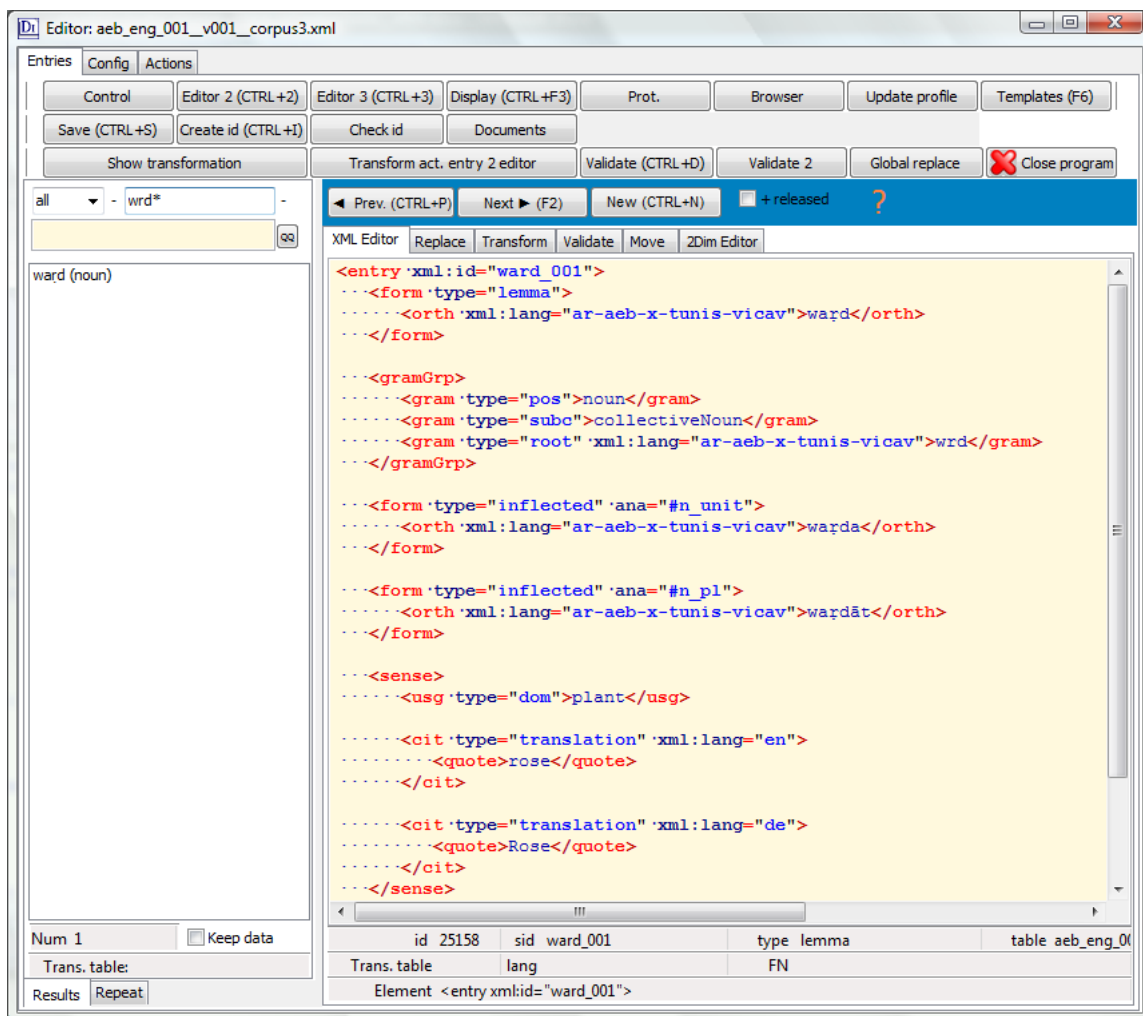 Editor: aeb_eng_001__v001__corpus3.xml
Entries Config Actions
Control Editor 2 (CTRL+2) Editor 3 (CTRL+3) Display (CTRL+F3) Prot. Browser Update profile Templates (F6)
Save (CTRL+S) Create id (CTRL+I) Check id Documents
Show transformation Transform act. entry 2 editor Validate (CTRL+D) Validate 2 Global replace Close program
all - wrd* -
◄ Prev. (CTRL+P) Next ► (F2) New (CTRL+N) + released ?
XML Editor Replace Transform Validate Move 2Dim Editor
waṛd (noun)
<entry·xml:id="ward_001">
···<form·type="lemma">
······<orth·xml:lang="ar-aeb-x-tunis-vicav">waṛd</orth>
···</form>
···<gramGrp>
······<gram·type="pos">noun</gram>
······<gram·type="subc">collectiveNoun</gram>
······<gram·type="root"·xml:lang="ar-aeb-x-tunis-vicav">wrd</gram>
···</gramGrp>
···<form·type="inflected"·ana="#n_unit">
······<orth·xml:lang="ar-aeb-x-tunis-vicav">waṛda</orth>
···</form>
···<form·type="inflected"·ana="#n_pl">
······<orth·xml:lang="ar-aeb-x-tunis-vicav">waṛdāt</orth>
···</form>
···<sense>
······<usg·type="dom">plant</usg>
······<cit·type="translation"·xml:lang="en">
·········<quote>rose</quote>
······</cit>
······<cit·type="translation"·xml:lang="de">
·········<quote>Rose</quote>
······</cit>
···</sense>
Num 1 Keep data
Trans. table:
Results Repeat
id 25158 sid ward_001 type lemma table aeb_eng_00
Trans. table lang FN
Element <entry xml:id="ward_001">